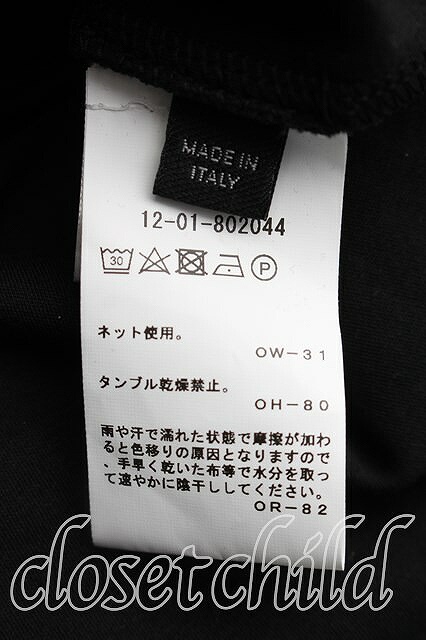 MADE IN
ITALY
12-01-802044
30
P
ネット使用。
OW-31
タンブル乾燥禁止。
OH-80
雨や汗で濡れた状態で摩擦が加わ
ると色移りの原因となりますので
、手早く乾いた布等で水分を取っ
て速やかに陰干ししてください。
OR-82
closet child